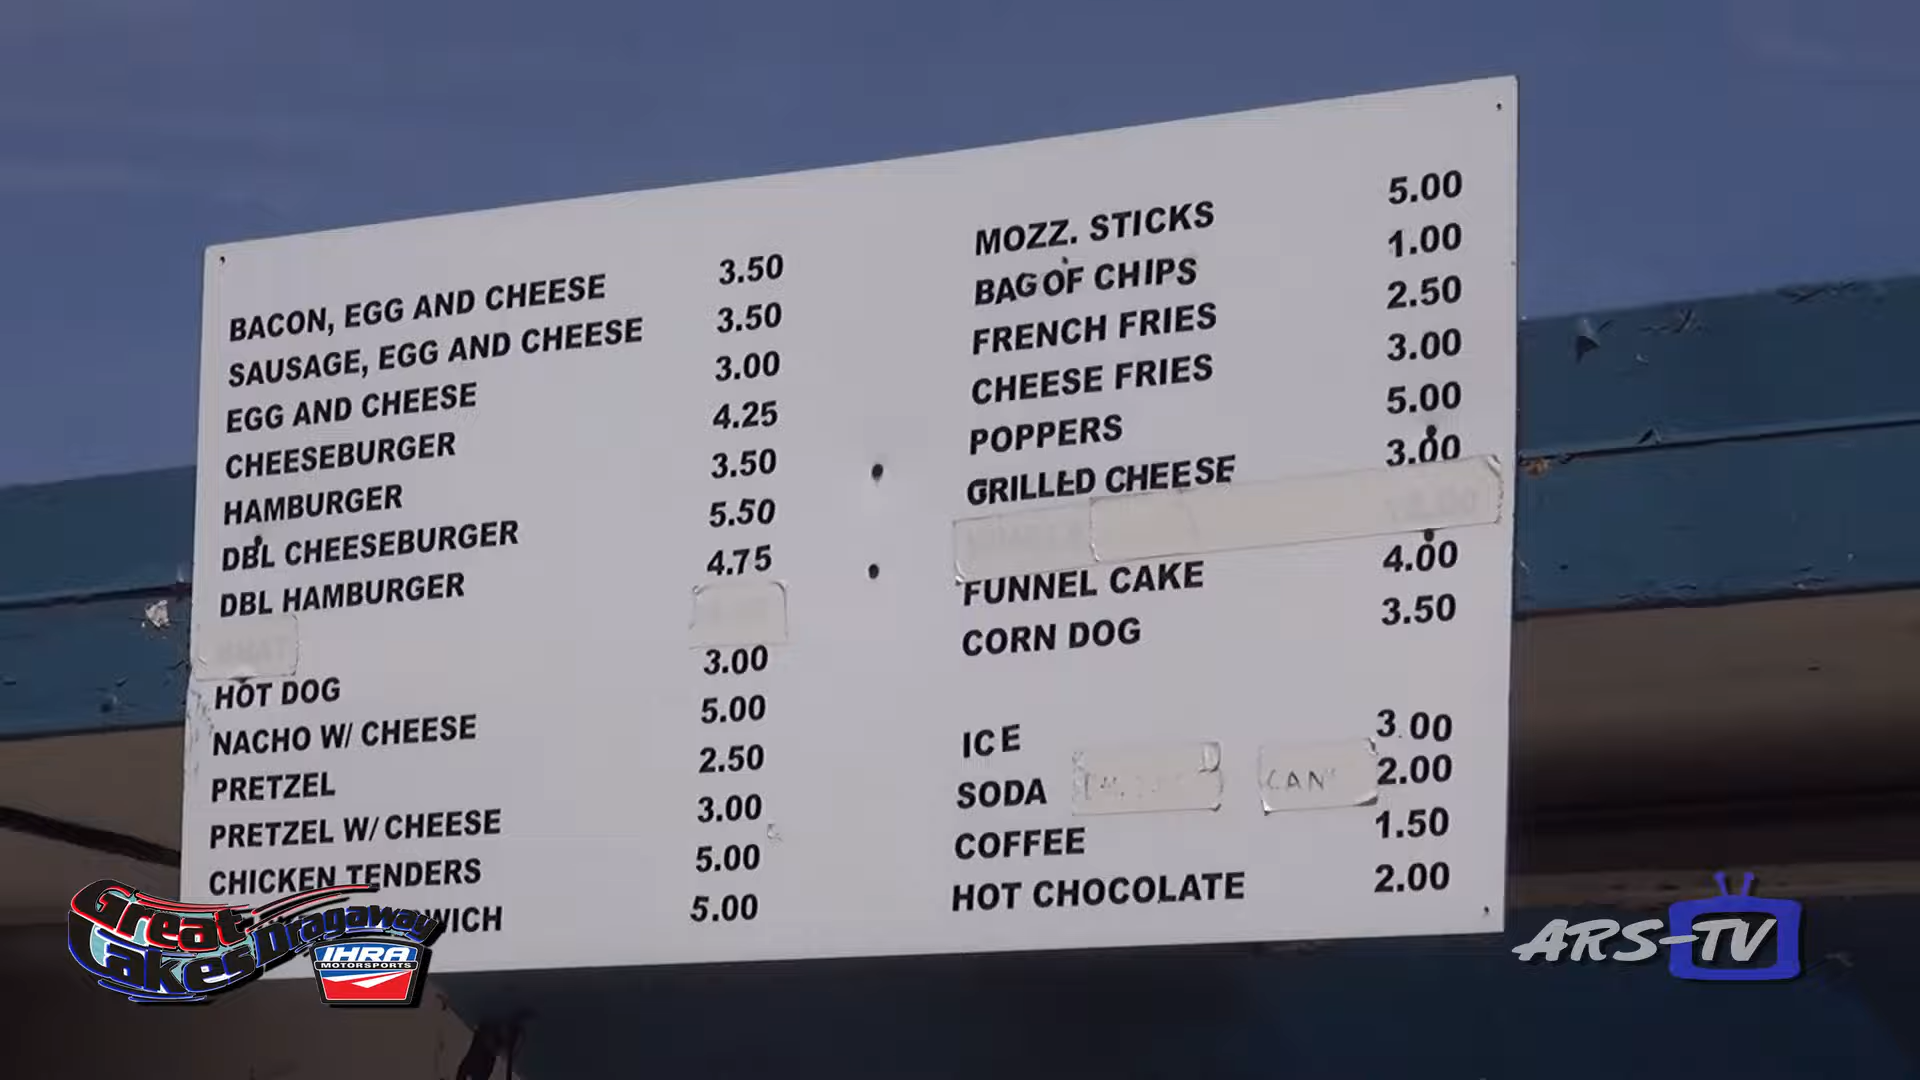 BACON, EGG AND CHEESE 3.50
SAUSAGE, EGG AND CHEESE 3.50
EGG AND CHEESE 3.00
CHEESEBURGER 4.25
HAMBURGER 3.50
DBL CHEESEBURGER 5.50
DBL HAMBURGER 4.75
HOT DOG 3.00
NACHO W/ CHEESE 5.00
PRETZEL 2.50
PRETZEL W/ CHEESE 3.00
CHICKEN TENDERS 5.00
WICH 5.00
MOZZ. STICKS 5.00
BAG OF CHIPS 1.00
FRENCH FRIES 2.50
CHEESE FRIES 3.00
POPPERS 5.00
GRILLED CHEESE 3.00
FUNNEL CAKE 4.00
CORN DOG 3.50
ICE 3.00
SODA CAN 2.00
COFFEE 1.50
HOT CHOCOLATE 2.00
Great Lakes Dragaway
IHRA
MOTORSPORTS
ARS-TV